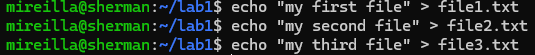 mireilla@sherman:~/lab1$ echo "my first file" > file1.txt
mireilla@sherman:~/lab1$ echo "my second file" > file2.txt
mireilla@sherman:~/lab1$ echo "my third file" > file3.txt